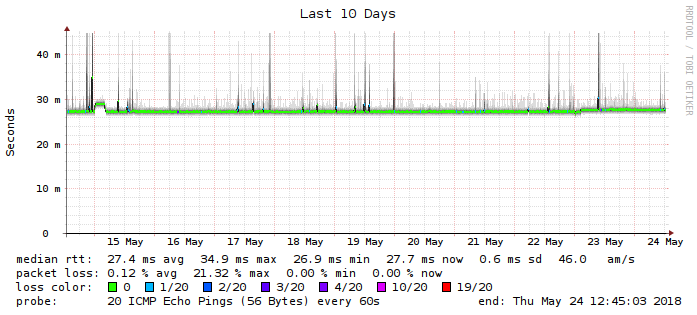 Last 10 Days
RRDTOOL / TOBI OETIKER
Seconds
40 m
30 m
20 m
10 m
0
15 May 16 May 17 May 18 May 19 May 20 May 21 May 22 May 23 May 24 May
median rtt: 27.4 ms avg 34.9 ms max 26.9 ms min 27.7 ms now 0.6 ms sd 46.0 am/s
packet loss: 0.12 % avg 21.32 % max 0.00 % min 0.00 % now
loss color: 0 1/20 2/20 3/20 4/20 10/20 19/20
probe: 20 ICMP Echo Pings (56 Bytes) every 60s end: Thu May 24 12:45:03 2018